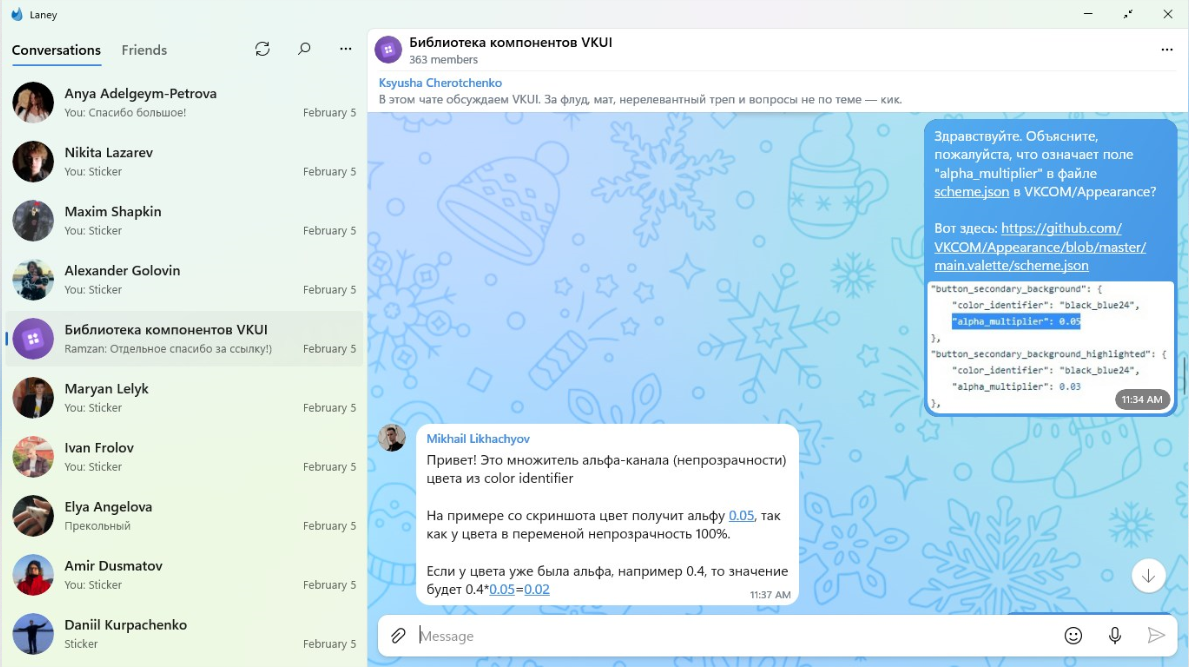 Laney
Conversations
Friends
Anya Adelgeym-Petrova
You: Спасибо большое!
February 5
Nikita Lazarev
You: Sticker
February 5
Maxim Shapkin
You: Sticker
February 5
Alexander Golovin
You: Sticker
February 5
Библиотека компонентов VKUI
Ramzan: Отдельное спасибо за ссылку!)
February 5
Maryan Lelyk
You: Sticker
February 5
Ivan Frolov
You: Sticker
February 5
Elya Angelova
Прекольный
February 5
Amir Dusmatov
You: Sticker
February 5
Daniil Kurpachenko
Sticker
February 5
Библиотека компонентов VKUI
363 members
Ksyusha Cherotchenko
В этом чате обсуждаем VKUI. За флуд, мат, нерелевантный треп и вопросы не по теме — кик.
Здравствуйте. Объясните,
пожалуйста, что означает поле
"alpha_multiplier" в файле
scheme.json в VKCOM/Appearance?
Вот здесь: https://github.com/
VKCOM/Appearance/blob/master/
main.valette/scheme.json
"button_secondary_background": {
"color_identifier": "black_blue24",
"alpha_multiplier": 0.05
},
"button_secondary_background_highlighted": {
"color_identifier": "black_blue24",
"alpha_multiplier": 0.03
},
11:34 AM
Mikhail Likhachyov
Привет! Это множитель альфа-канала (непрозрачности)
цвета из color identifier
На примере со скриншота цвет получит альфу 0.05, так
как у цвета в переменой непрозрачность 100%.
Если у цвета уже была альфа, например 0.4, то значение
будет 0.4*0.05=0.02
11:37 AM
Message